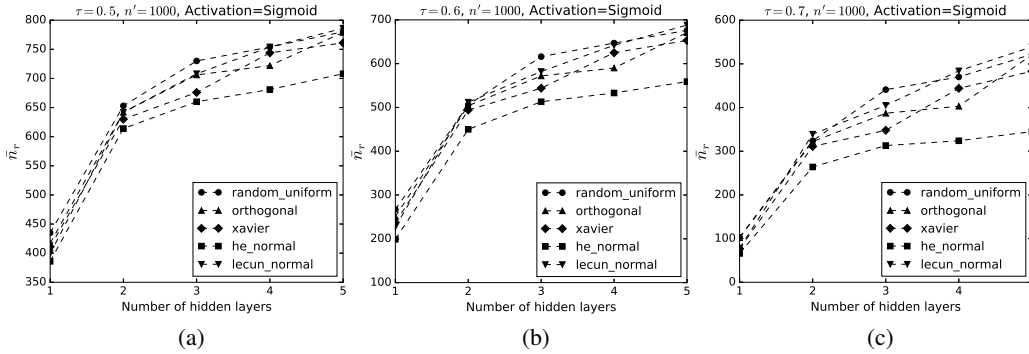 τ = 0.5, n′ = 1000, Activation=Sigmoid
800
750
700
650
600
550
500
450
400
350
n̄_r
random_uniform
orthogonal
xavier
he_normal
lecun_normal
1 2 3 4 5
Number of hidden layers
(a)
τ = 0.6, n′ = 1000, Activation=Sigmoid
700
600
500
400
300
200
100
n̄_r
random_uniform
orthogonal
xavier
he_normal
lecun_normal
1 2 3 4 5
Number of hidden layers
(b)
τ = 0.7, n′ = 1000, Activation=Sigmoid
600
500
400
300
200
100
0
n̄_r
random_uniform
orthogonal
xavier
he_normal
lecun_normal
1 2 3 4 5
Number of hidden layers
(c)